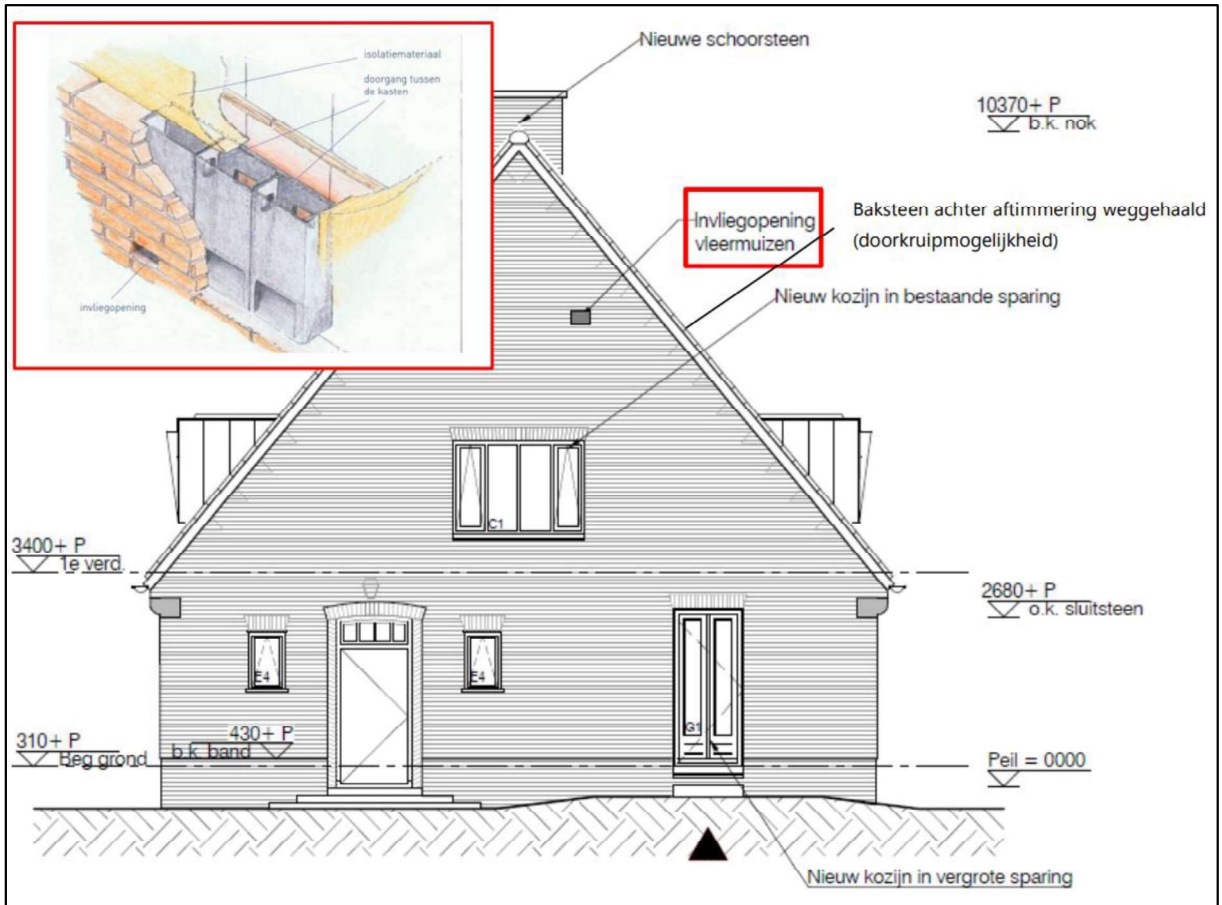 isolatiemateriaal
doorgang tussen
de kasten
invliegopening
Nieuwe schoorsteen
10370+ P
b.k. nok
Invliegopening
vleermuizen
Baksteen achter aftimmering weggehaald
(doorkruipmogelijkheid)
Nieuw kozijn in bestaande sparing
C1
3400+ P
1e verd.
2680+ P
o.k. sluitsteen
E4
E4
G1
310+ P
Beg grond
430+ P
b.k. band
Peil = 0000
Nieuw kozijn in vergrote sparing